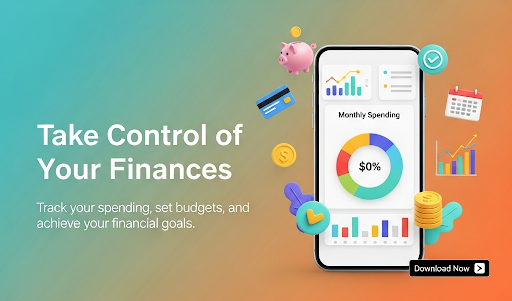 Take Control of
Your Finances
Track your spending, set budgets, and
achieve your financial goals.
Monthly Spending
$0%
Download Now